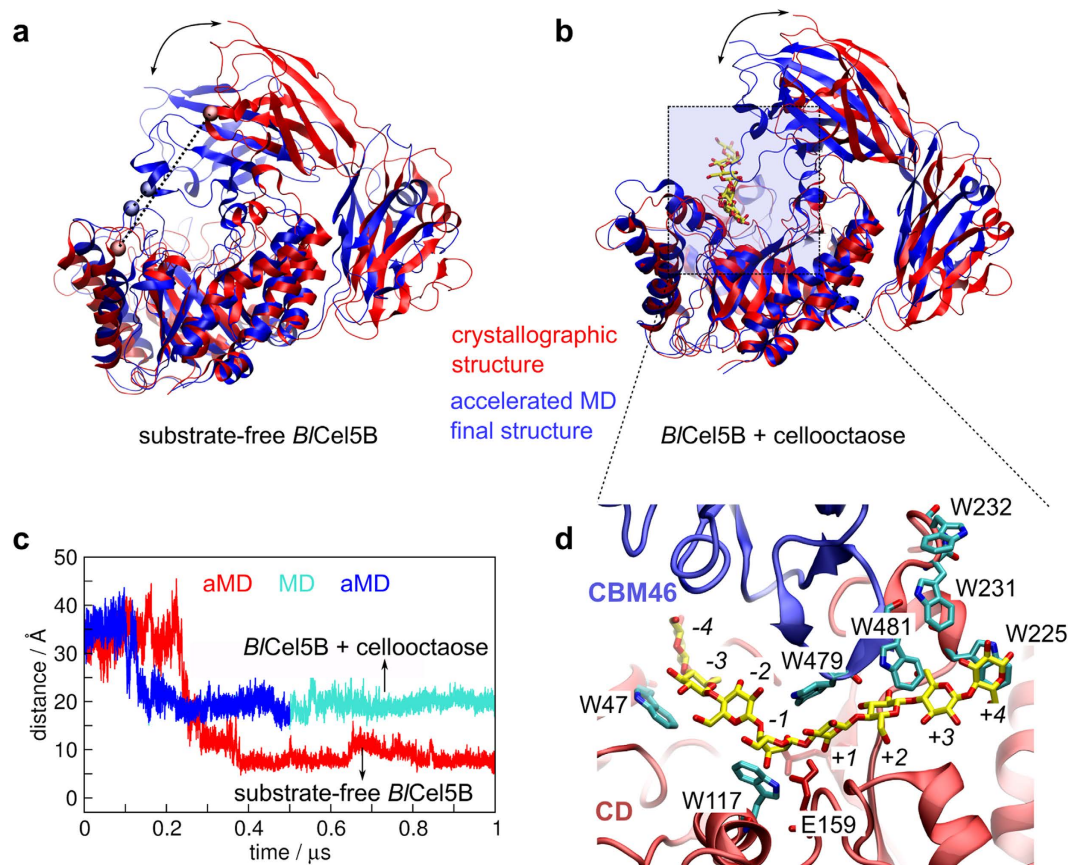 a
b
crystallographic
structure
accelerated MD
final structure
substrate-free BlCel5B
BlCel5B + cellooctaose
c
50
40
30
20
10
0
distance / Å
aMD MD aMD
BlCel5B + cellooctaose
substrate-free BlCel5B
0 0.2 0.4 0.6 0.8 1
time / μs
d
W232
CBM46
W231
W481
W225
-4
-3
-2
W479
W47
-1
+4
+3
+2
+1
W117
CD
E159